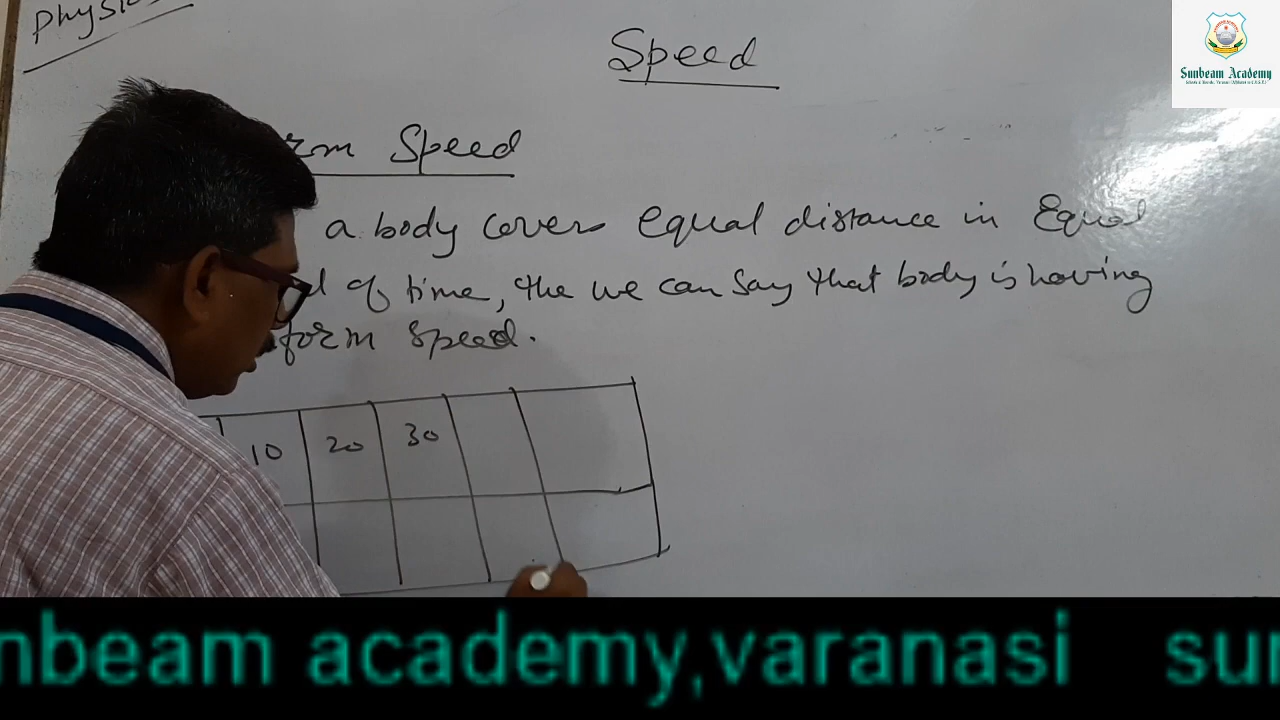 Physi
Speed
Sunbeam Academy
rm Speed
a body covers equal distance in Equal
of time, the we can say that body is having
form speed.
10 20 30
nbeam academy,varanasi sun